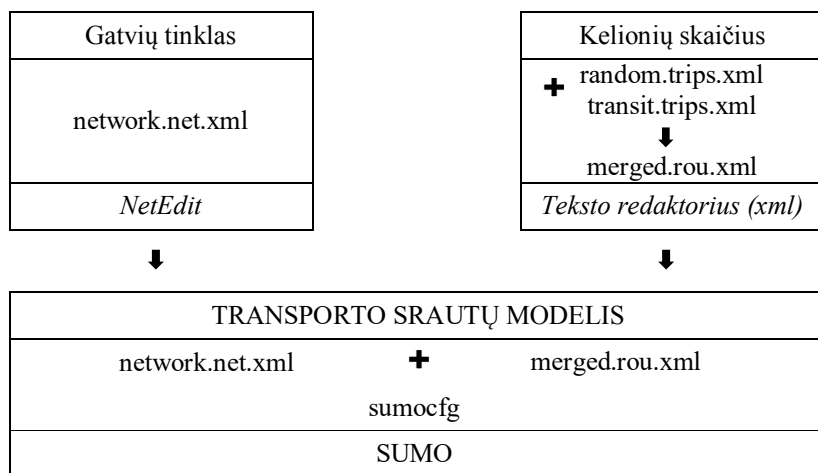 Gatvių tinklas
network.net.xml
NetEdit
Kelionių skaičius
+ random.trips.xml
transit.trips.xml
⬇
merged.rou.xml
Teksto redaktorius (xml)
⬇ ⬇
TRANSPORTO SRAUTŲ MODELIS
network.net.xml + merged.rou.xml
sumocfg
SUMO